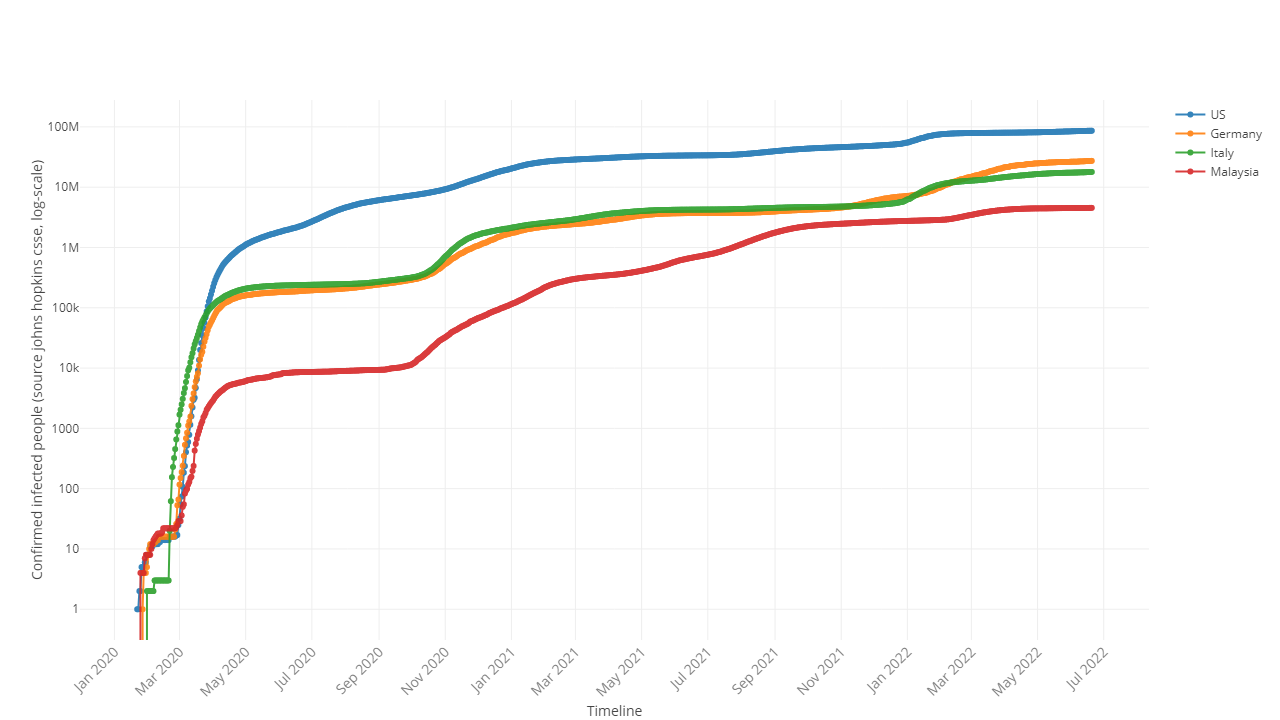 US
Germany
Italy
Malaysia
Confirmed infected people (source johns hopkins csse, log-scale)
100M
10M
1M
100k
10k
1000
100
10
1
Jan 2020
Mar 2020
May 2020
Jul 2020
Sep 2020
Nov 2020
Jan 2021
Mar 2021
May 2021
Jul 2021
Sep 2021
Nov 2021
Jan 2022
Mar 2022
May 2022
Jul 2022
Timeline